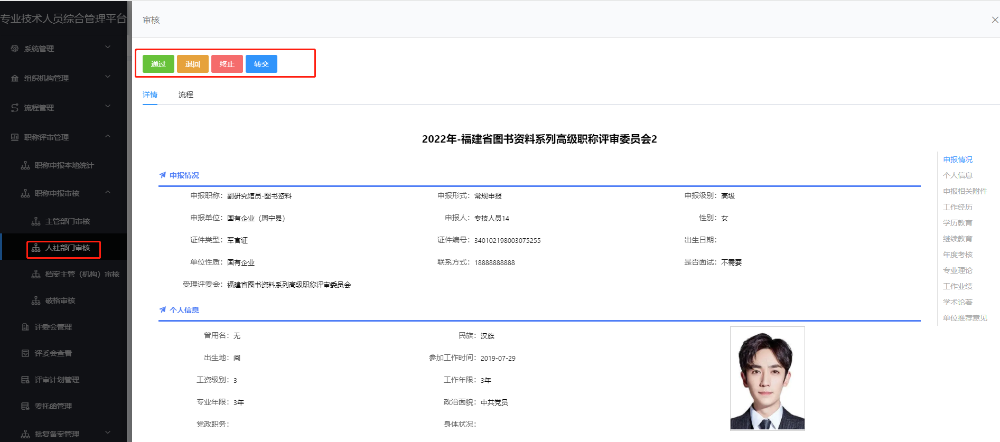 专业技术人员综合管理平台
系统管理
组织机构管理
流程管理
职称评审管理
职称申报本地统计
职称申报审核
主管部门审核
人社部门审核
档案主管（机构）审核
破格审核
评委会管理
评委会查看
评审计划管理
委托函管理
批复备案管理
审核
通过 退回 终止 转交
详情 流程
2022年-福建省图书资料系列高级职称评审委员会2
申报情况
申报职称： 副研究馆员-图书资料 申报形式： 常规申报 申报级别： 高级
申报单位： 国有企业（周宁县） 申报人： 专技人员14 性别： 女
证件类型： 军官证 证件编号： 340102198003075255 出生日期：
单位性质： 国有企业 联系方式： 18888888888 是否面试： 不需要
受理评委会： 福建省图书资料系列高级职称评审委员会
个人信息
曾用名： 无 民族： 汉族
出生地： 闽 参加工作时间： 2019-07-29
工资级别： 3 工作年限： 3年
专业年限： 3年 政治面貌： 中共党员
党政职务： 身体状况：
申报情况
个人信息
申报相关附件
工作经历
学历教育
继续教育
年度考核
专业理论
工作业绩
学术论著
单位推荐意见